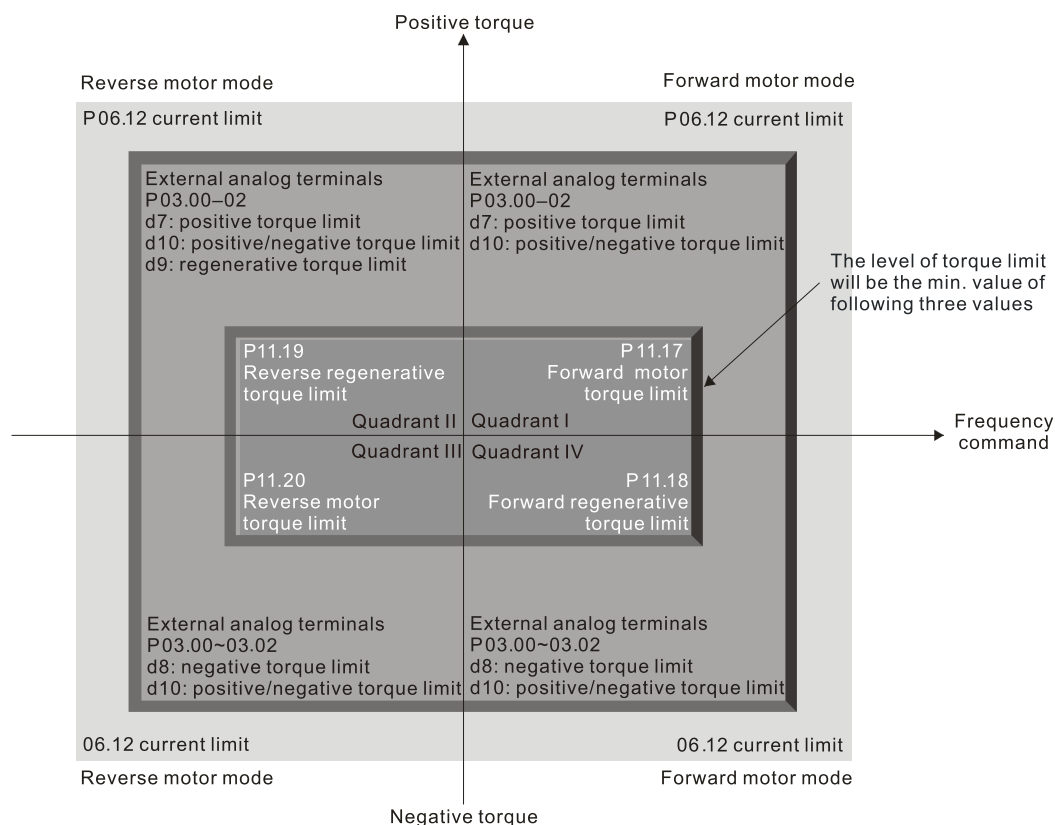 Positive torque
Reverse motor mode
Forward motor mode
P06.12 current limit
P06.12 current limit
External analog terminals
P03.00–02
d7: positive torque limit
d10: positive/negative torque limit
d9: regenerative torque limit
External analog terminals
P03.00–02
d7: positive torque limit
d10: positive/negative torque limit
The level of torque limit
will be the min. value of
following three values
P11.19
Reverse regenerative
torque limit
P11.17
Forward motor
torque limit
Quadrant II
Quadrant I
Frequency
command
Quadrant III
Quadrant IV
P11.20
Reverse motor
torque limit
P11.18
Forward regenerative
torque limit
External analog terminals
P03.00~03.02
d8: negative torque limit
d10: positive/negative torque limit
External analog terminals
P03.00~03.02
d8: negative torque limit
d10: positive/negative torque limit
06.12 current limit
06.12 current limit
Reverse motor mode
Forward motor mode
Negative torque